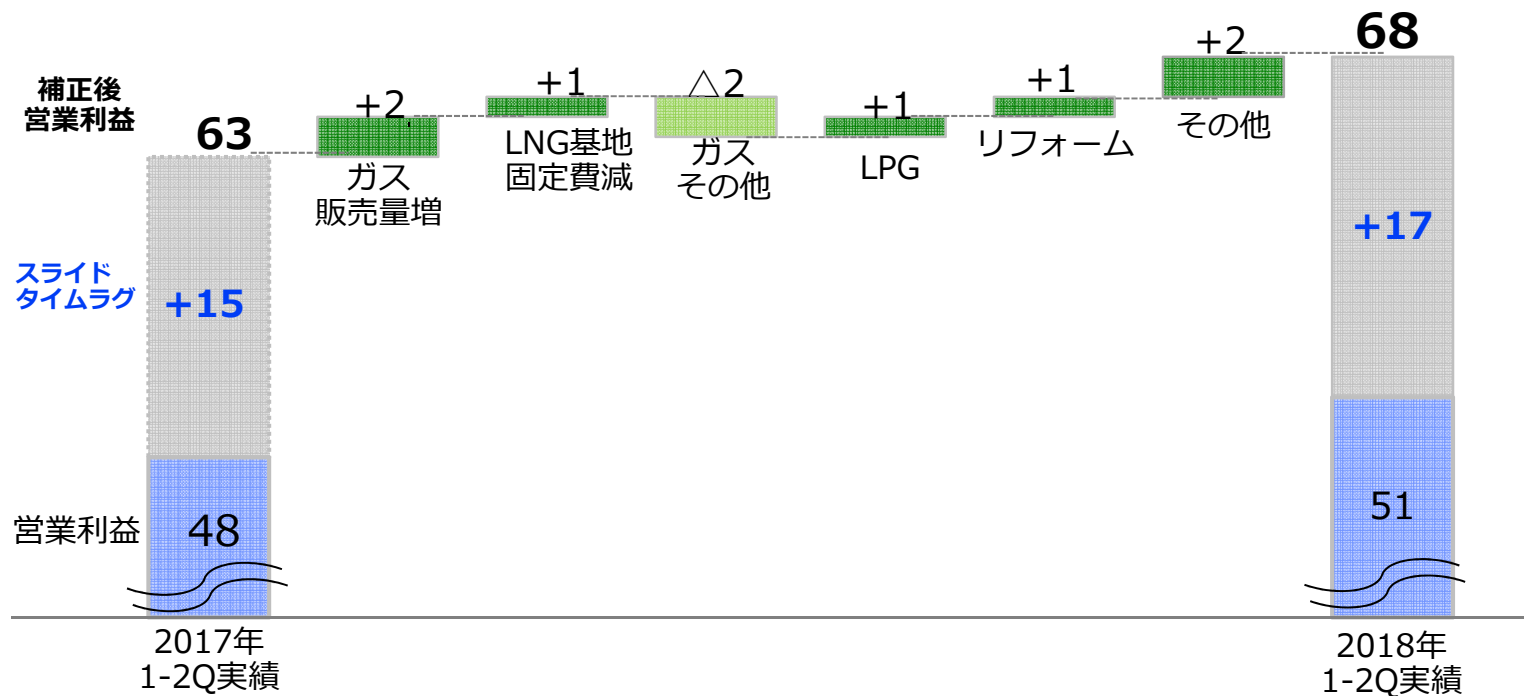 補正後
営業利益
63
+2
ガス
販売量増
+1
LNG基地
固定費減
△2
ガス
その他
+1
LPG
+1
リフォーム
+2
その他
68
スライド
タイムラグ
+15
+17
営業利益
48
51
2017年
1-2Q実績
2018年
1-2Q実績